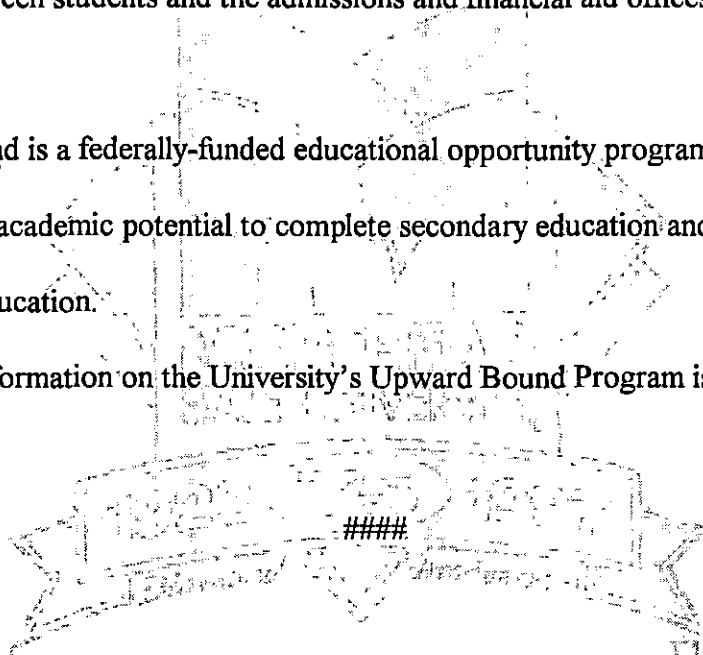 een students and the admissions and financial aid offices
d is a federally-funded educational opportunity program
academic potential to complete secondary education and
ucation.
formation on the University's Upward Bound Program is
####